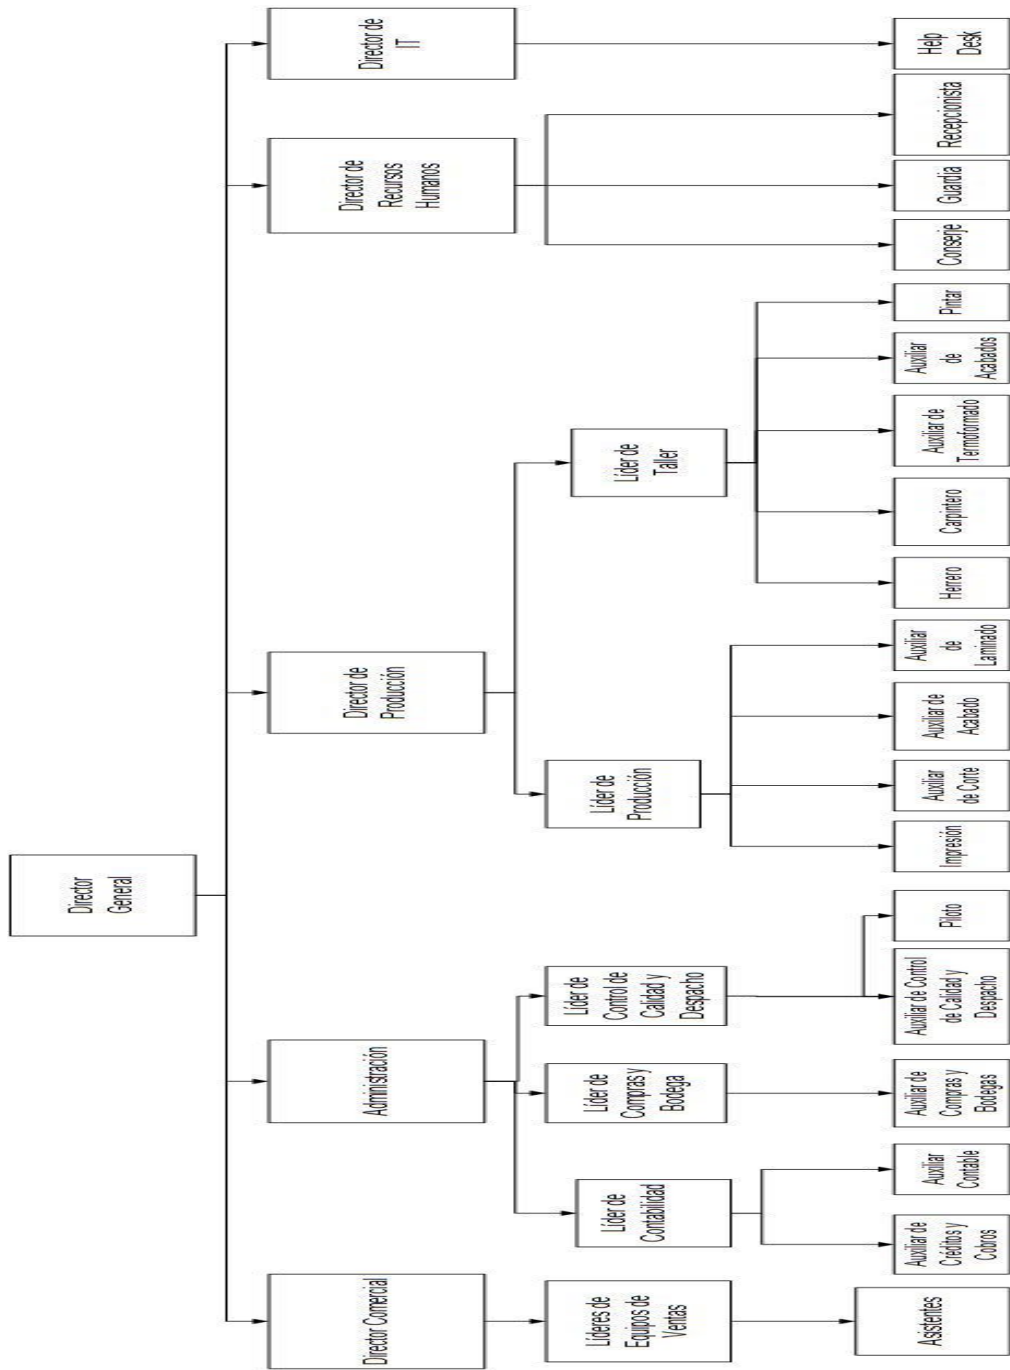 Director
General
Director Comercial
Administración
Director de
Producción
Director de
Recursos
Humanos
Director de
IT
Líderes de
Equipos de
Ventas
Líder de
Contabilidad
Líder de
Compras y
Bodega
Líder de
Control de
Calidad y
Despacho
Líder de
Producción
Líder de
Taller
Asistentes
Auxiliar de
Créditos y
Cobros
Auxiliar
Contable
Auxiliar de
Compras y
Bodegas
Auxiliar de Control
de Calidad y
Despacho
Piloto
Impresión
Auxiliar
de Corte
Auxiliar de
Acabado
Auxiliar
de
Laminado
Herrero
Carpintero
Auxiliar de
Termoformado
Auxiliar
de
Acabados
Pintar
Conserje
Guardia
Recepcionista
Help
Desk